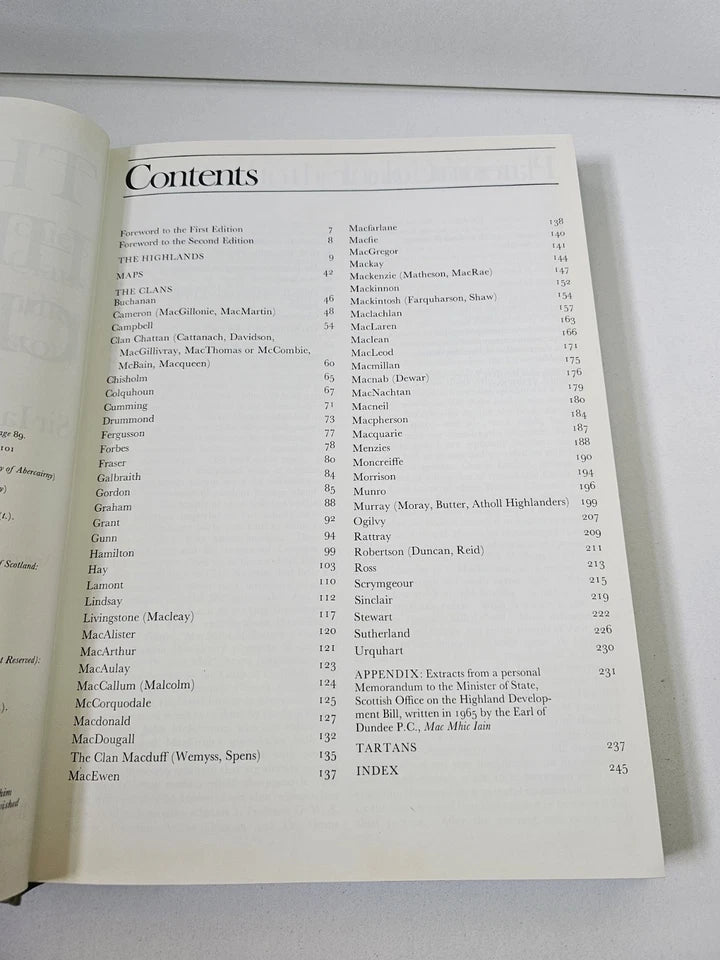 age 89.
101
of Abercairny)
f Scotland:
t Reserved):
him
Contents
Foreword to the First Edition 7
Foreword to the Second Edition 8
THE HIGHLANDS 9
MAPS 42
THE CLANS
Buchanan 46
Cameron (MacGillonie, MacMartin) 48
Campbell 54
Clan Chattan (Cattanach, Davidson,
MacGillivray, MacThomas or McCombie,
McBain, Macqueen) 60
Chisholm 65
Colquhoun 67
Cumming 71
Drummond 73
Fergusson 77
Forbes 78
Fraser 80
Galbraith 84
Gordon 85
Graham 88
Grant 92
Gunn 94
Hamilton 99
Hay 103
Lamont 110
Lindsay 112
Livingstone (Macleay) 117
MacAlister 120
MacArthur 121
MacAulay 123
MacCallum (Malcolm) 124
McCorquodale 125
Macdonald 127
MacDougall 132
The Clan Macduff (Wemyss, Spens) 135
MacEwen 137
Macfarlane 138
Macfie 140
MacGregor 141
Mackay 144
Mackenzie (Matheson, MacRae) 147
Mackinnon 152
Mackintosh (Farquharson, Shaw) 154
Maclachlan 157
MacLaren 163
Maclean 166
MacLeod 171
Macmillan 175
Macnab (Dewar) 176
MacNachtan 179
Macneil 180
Macpherson 184
Macquarie 187
Menzies 188
Moncreiffe 190
Morrison 194
Munro 196
Murray (Moray, Butter, Atholl Highlanders) 199
Ogilvy 207
Rattray 209
Robertson (Duncan, Reid) 211
Ross 213
Scrymgeour 215
Sinclair 219
Stewart 222
Sutherland 226
Urquhart 230
APPENDIX: Extracts from a personal 231
Memorandum to the Minister of State,
Scottish Office on the Highland Develop-
ment Bill, written in 1965 by the Earl of
Dundee P.C., Mac Mhic Iain
TARTANS 237
INDEX 245